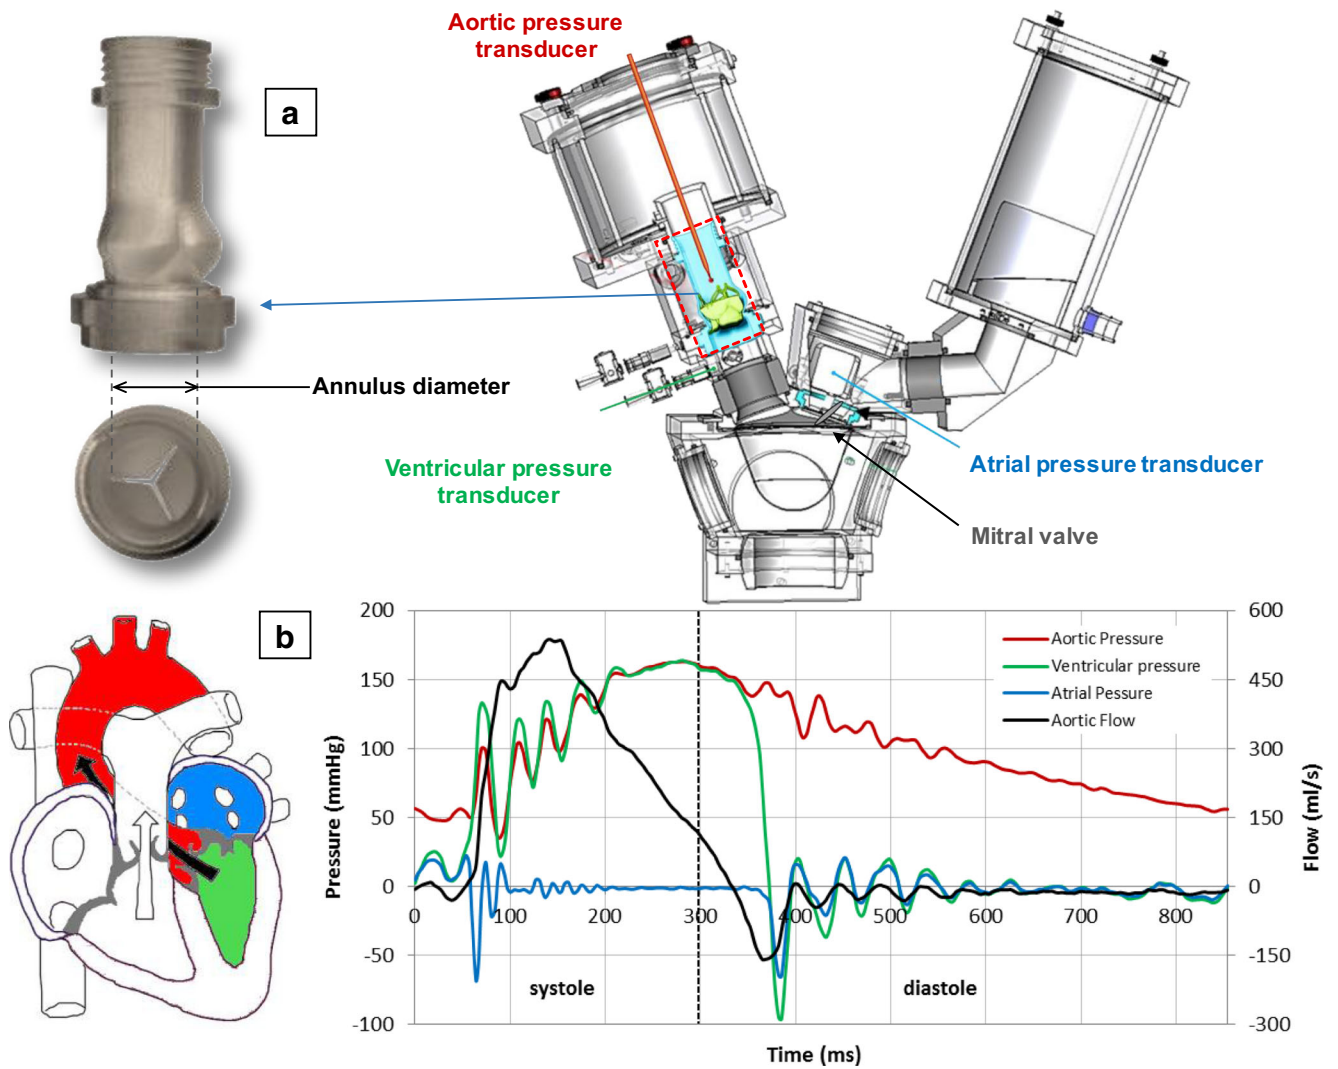 Aortic pressure
transducer
a
Annulus diameter
Ventricular pressure
transducer
Atrial pressure transducer
Mitral valve
b
200
150
100
50
0
-50
-100
Pressure (mmHg)
600
450
300
150
0
-150
-300
Flow (ml/s)
Aortic Pressure
Ventricular pressure
Atrial Pessure
Aortic Flow
0
100
200
300
400
500
600
700
800
systole
diastole
Time (ms)